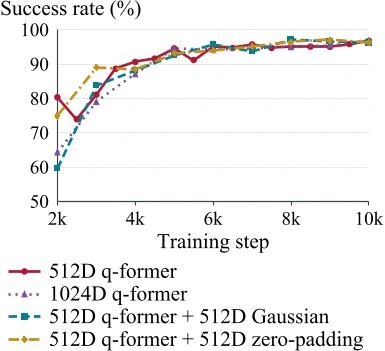 Success rate (%)
100
90
80
70
60
50
2k 4k 6k 8k 10k
Training step
512D q-former
1024D q-former
512D q-former + 512D Gaussian
512D q-former + 512D zero-padding